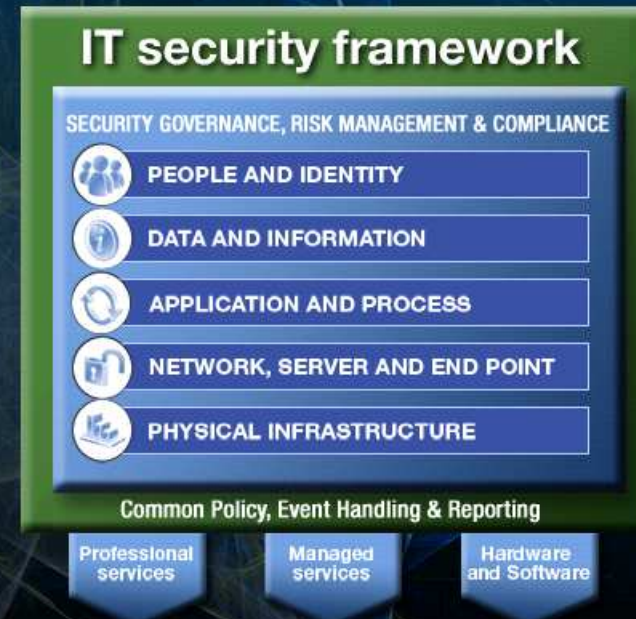 IT security framework
SECURITY GOVERNANCE, RISK MANAGEMENT & COMPLIANCE
PEOPLE AND IDENTITY
DATA AND INFORMATION
APPLICATION AND PROCESS
NETWORK, SERVER AND END POINT
PHYSICAL INFRASTRUCTURE
Common Policy, Event Handling & Reporting
Professional
services
Managed
services
Hardware
and Software